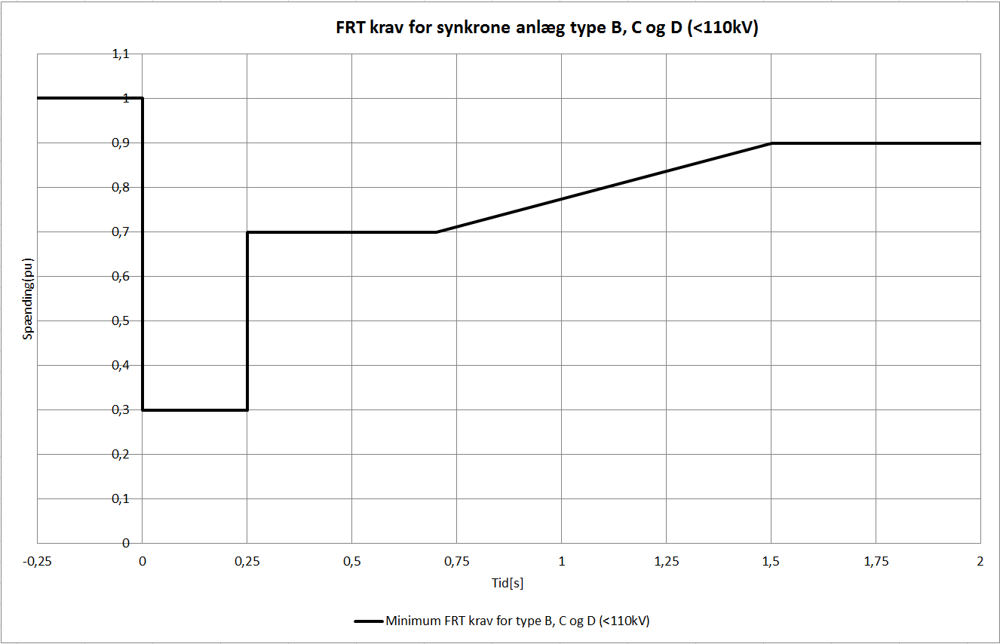 FRT krav for synkrone anlæg type B, C og D (<110kV)
1,1
1
0,9
0,8
0,7
0,6
0,5
0,4
0,3
0,2
0,1
0
Spænding(pu)
-0,25 0 0,25 0,5 0,75 1 1,25 1,5 1,75 2
Tid[s]
Minimum FRT krav for type B, C og D (<110kV)